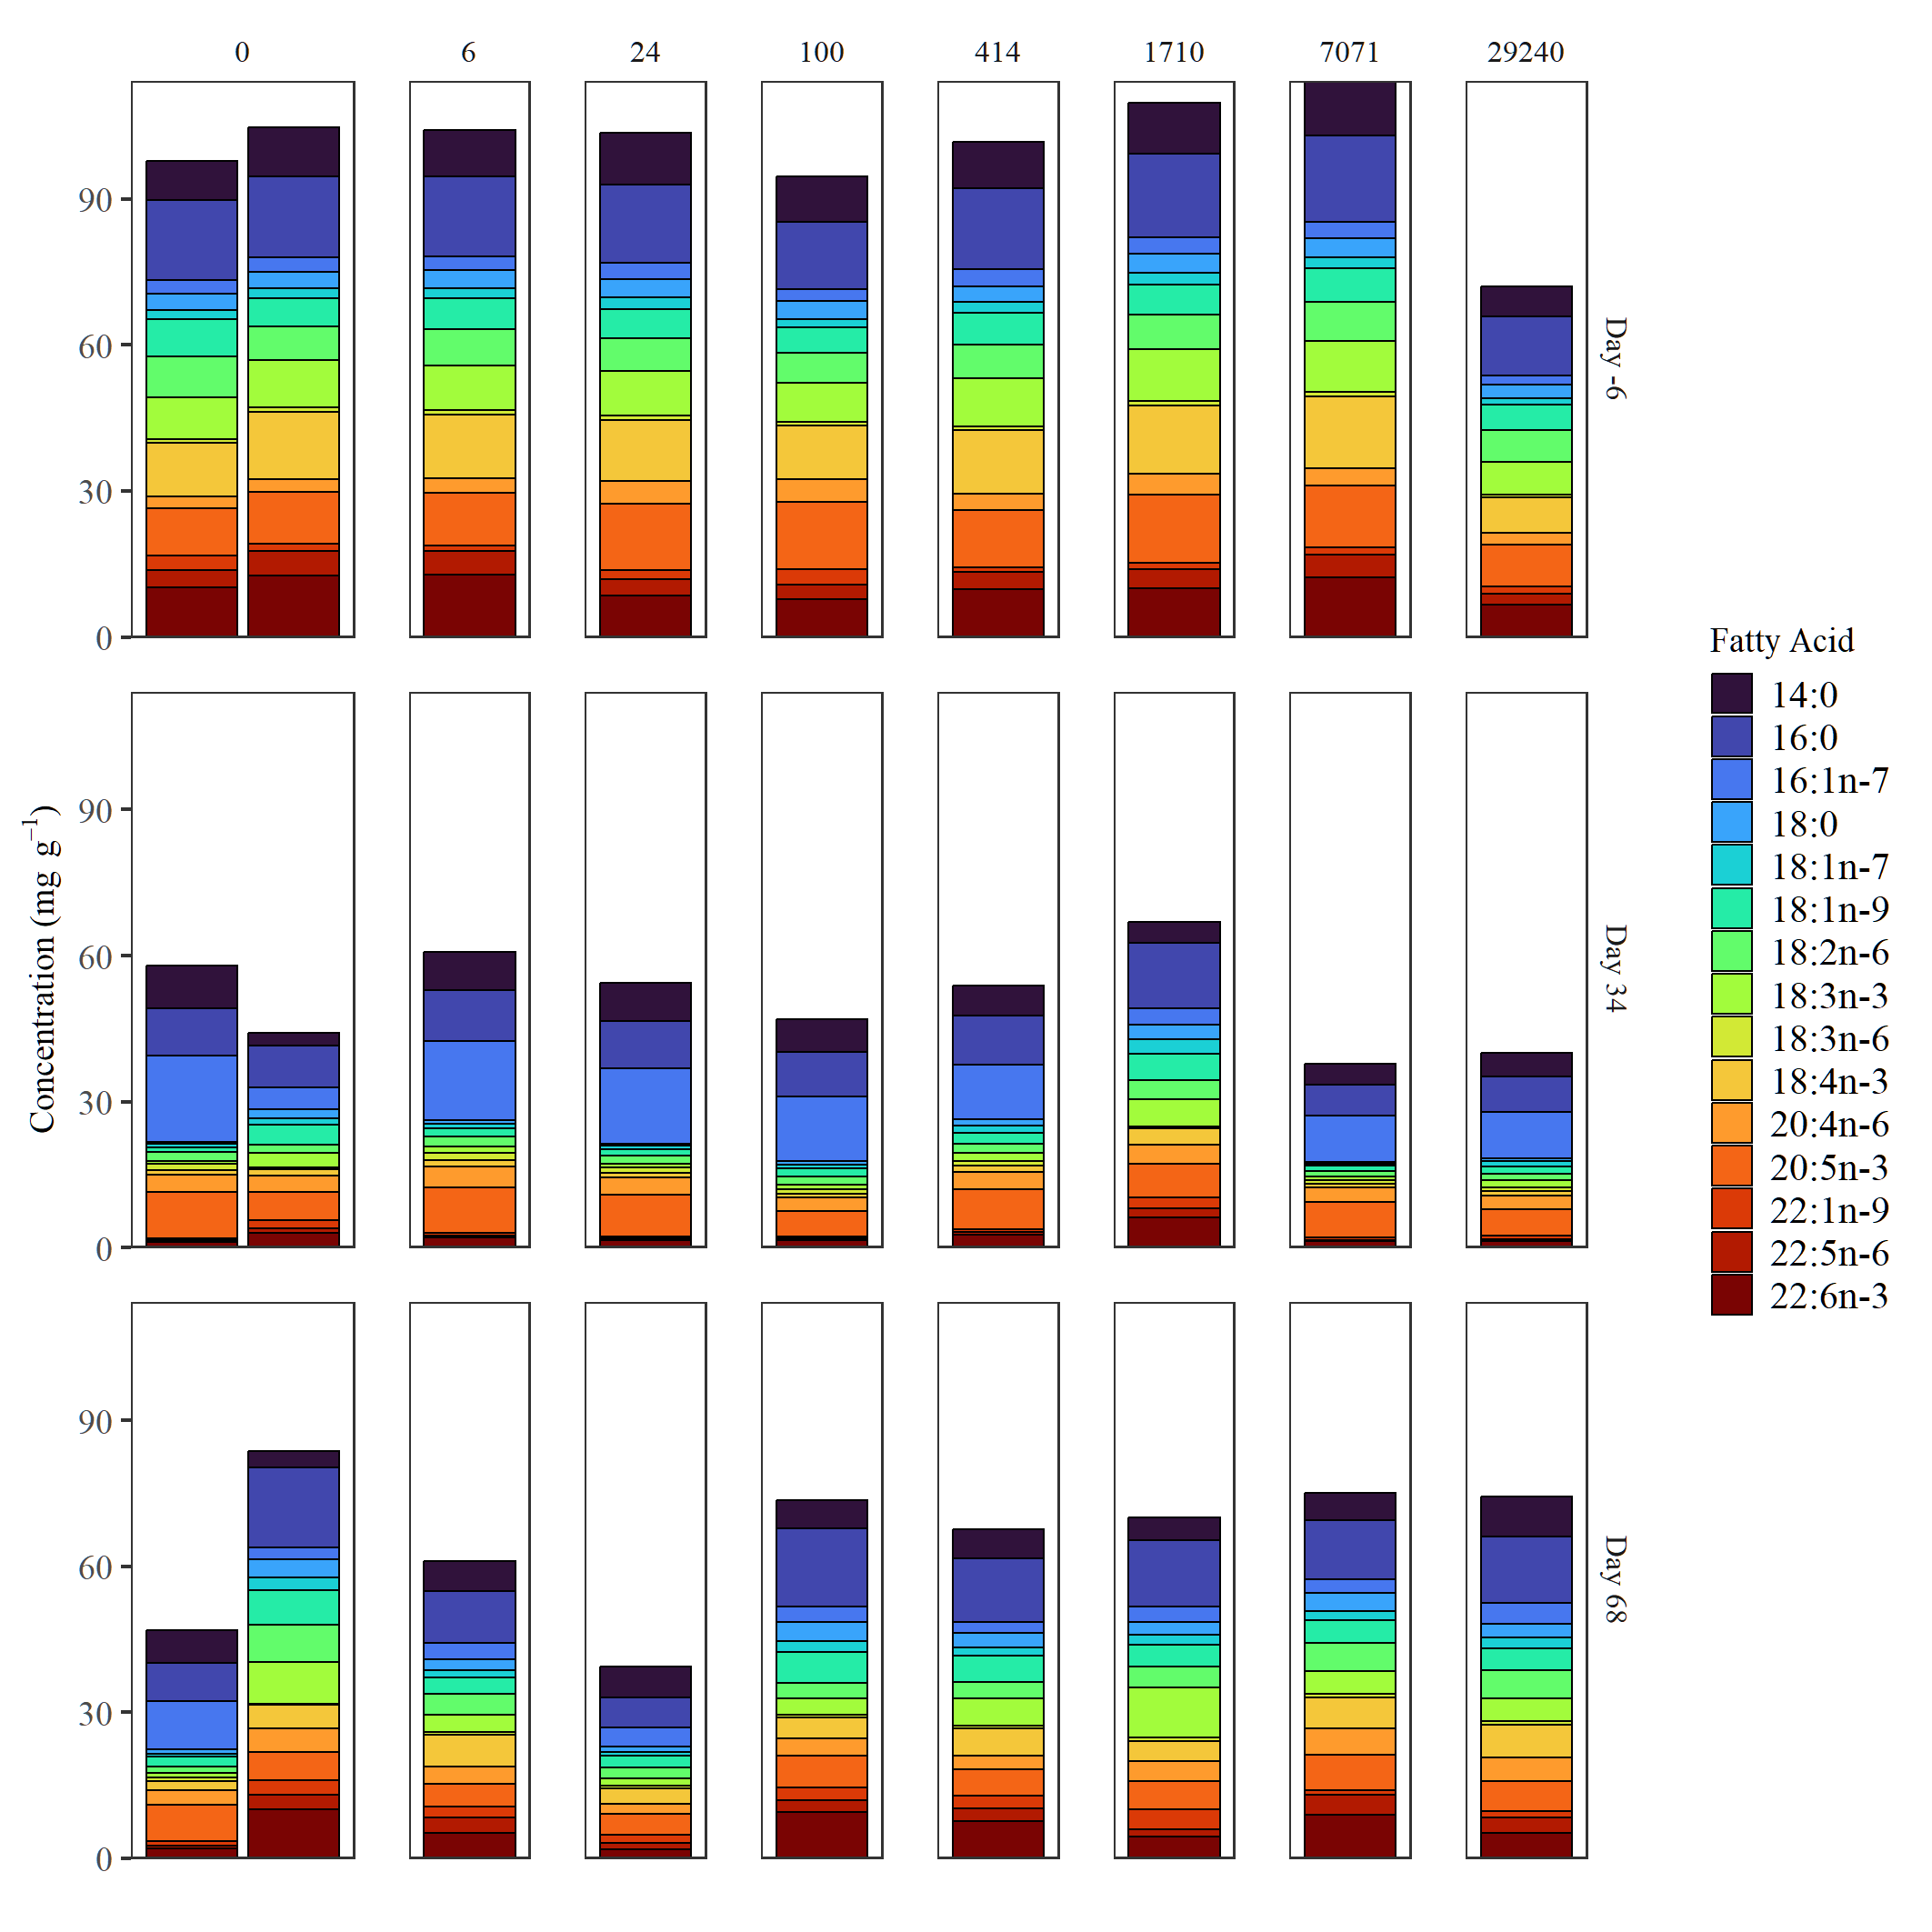 0 6 24 100 414 1710 7071 29240
90
60
30
0
Day -6
90
60
30
0
Day 34
90
60
30
0
Day 68
Concentration (mg g⁻¹)
Fatty Acid
14:0
16:0
16:1n-7
18:0
18:1n-7
18:1n-9
18:2n-6
18:3n-3
18:3n-6
18:4n-3
20:4n-6
20:5n-3
22:1n-9
22:5n-6
22:6n-3